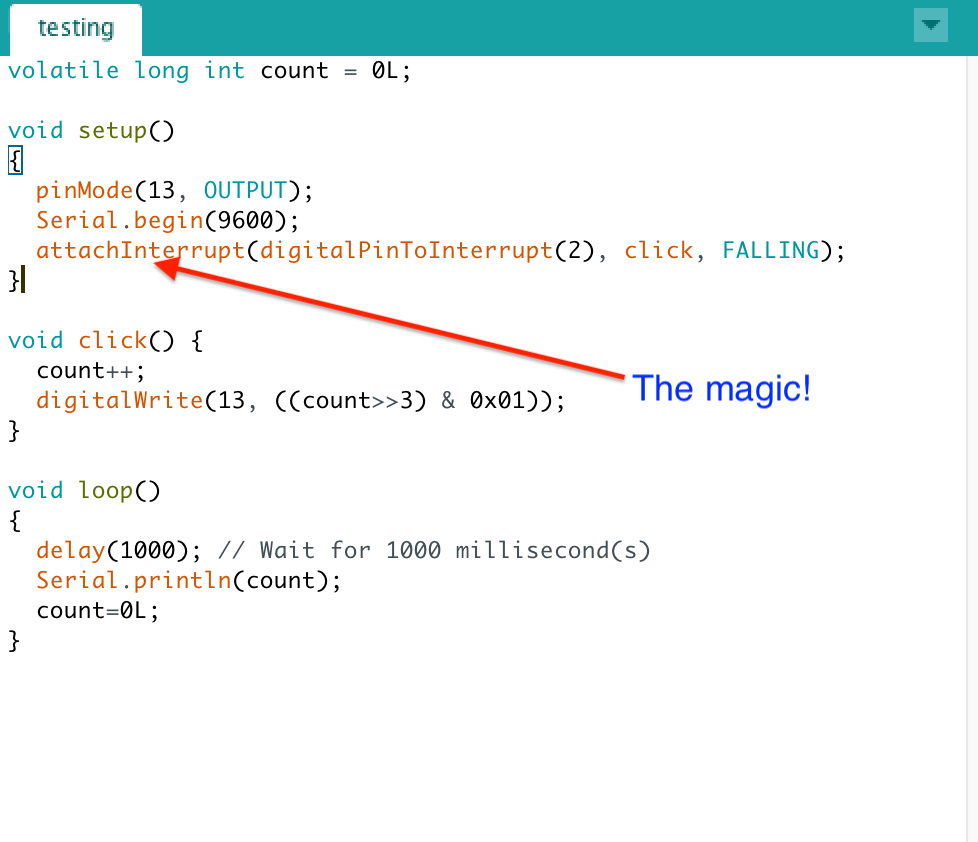 testing
volatile long int count = 0L;
void setup()
{
pinMode(13, OUTPUT);
Serial.begin(9600);
attachInterrupt(digitalPinToInterrupt(2), click, FALLING);
}
void click() {
count++;
The magic!
digitalWrite(13, ((count>>3) & 0x01));
}
void loop()
{
delay(1000); // Wait for 1000 millisecond(s)
Serial.println(count);
count=0L;
}